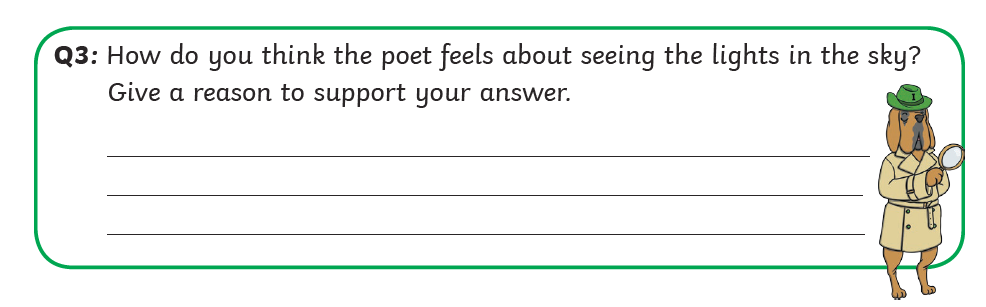 Q3: How do you think the poet feels about seeing the lights in the sky?
Give a reason to support your answer.
I